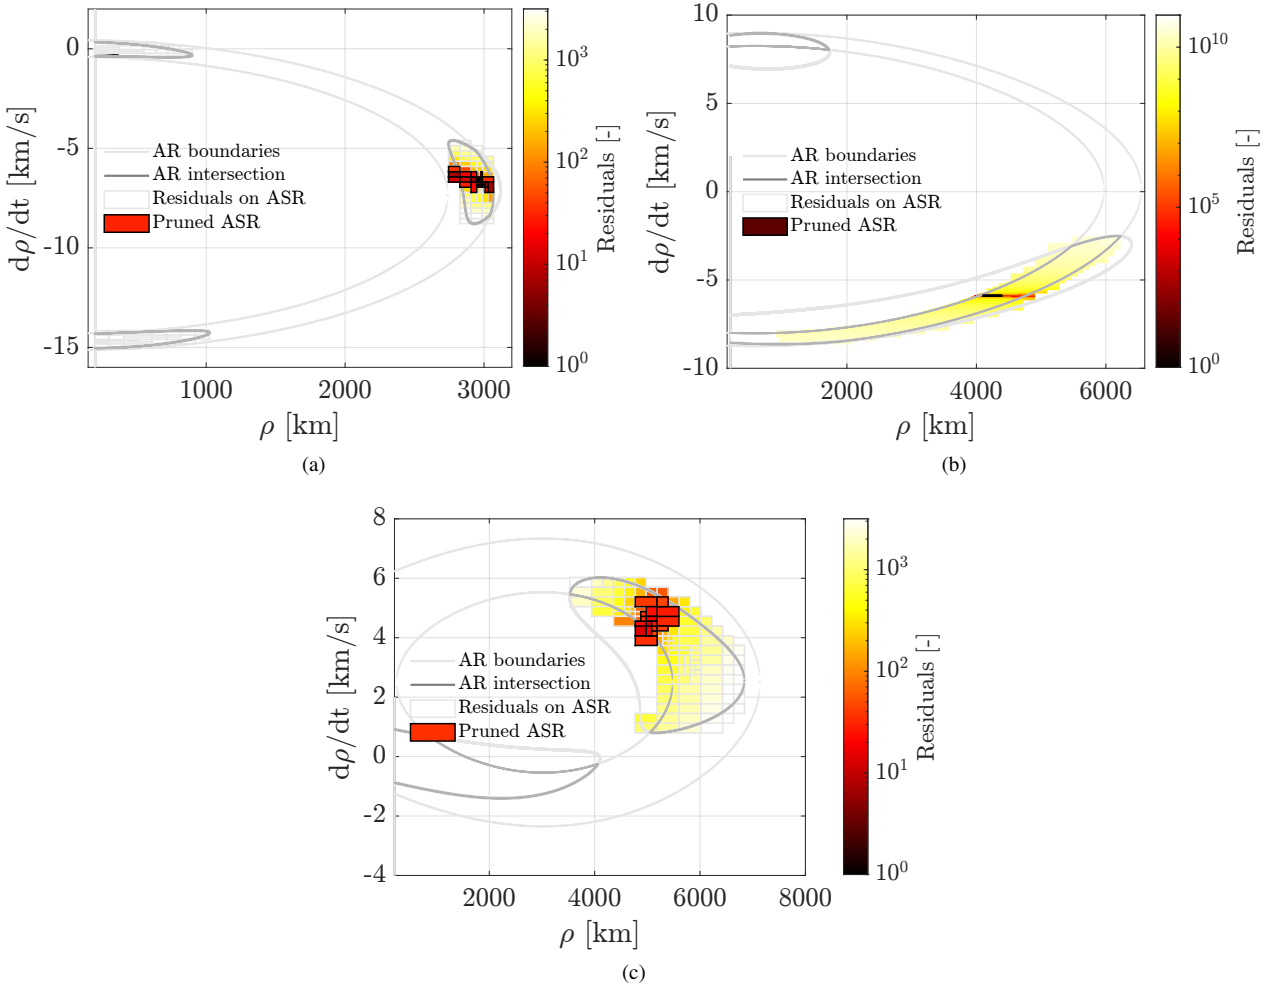 0
-5
-10
-15
dρ/dt [km/s]
1000
2000
3000
ρ [km]
AR boundaries
AR intersection
Residuals on ASR
Pruned ASR
10^3
10^2
10^1
10^0
Residuals [-]
(a)
10
5
0
-5
-10
dρ/dt [km/s]
2000
4000
6000
ρ [km]
AR boundaries
AR intersection
Residuals on ASR
Pruned ASR
10^10
10^5
10^0
Residuals [-]
(b)
8
6
4
2
0
-2
-4
dρ/dt [km/s]
2000
4000
6000
8000
ρ [km]
AR boundaries
AR intersection
Residuals on ASR
Pruned ASR
10^3
10^2
10^1
10^0
Residuals [-]
(c)